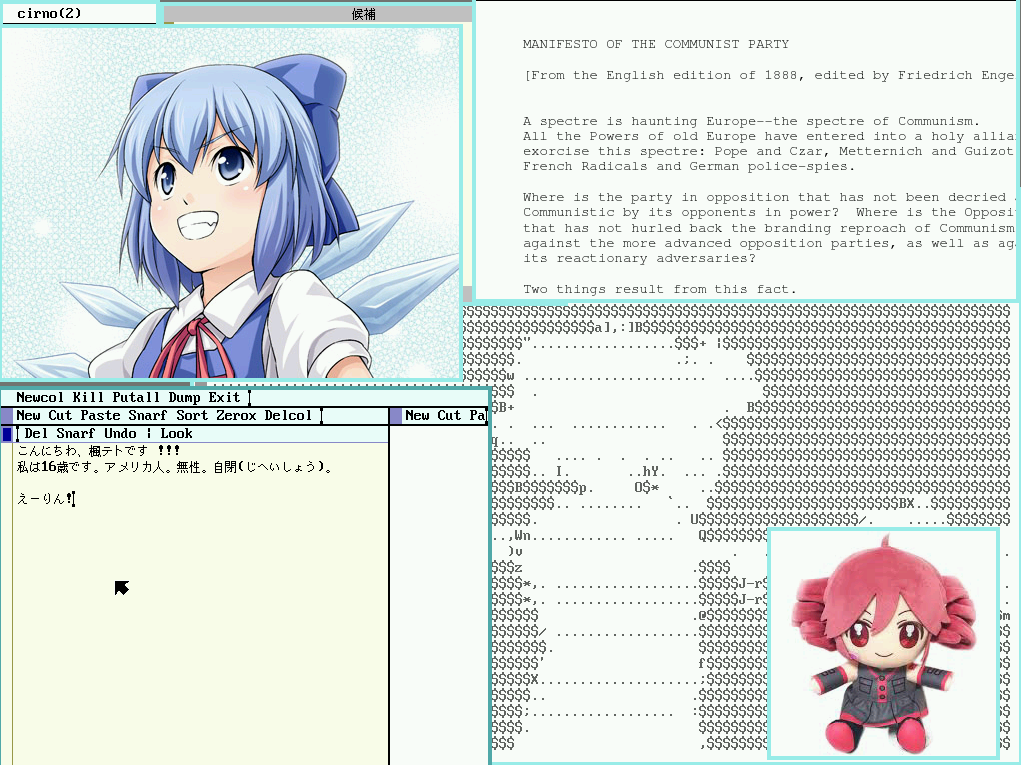 cirno(2)
候補
MANIFESTO OF THE COMMUNIST PARTY
[From the English edition of 1888, edited by Friedrich Enge
A spectre is haunting Europe--the spectre of Communism.
All the Powers of old Europe have entered into a holy allia
exorcise this spectre: Pope and Czar, Metternich and Guizot
French Radicals and German police-spies.
Where is the party in opposition that has not been decried
Communistic by its opponents in power?  Where is the Opposi
that has not hurled back the branding reproach of Communism
against the more advanced opposition parties, as well as aga
its reactionary adversaries?
Two things result from this fact.
Newcol Kill Putall Dump Exit
New Cut Paste Snarf Sort Zerox Delcol
New Cut Pa
Del Snarf Undo | Look
こんにちわ、楓テトです !!!
私は16歳です。アメリカ人。無性。自閉(じへいしょう)。
えーりん!